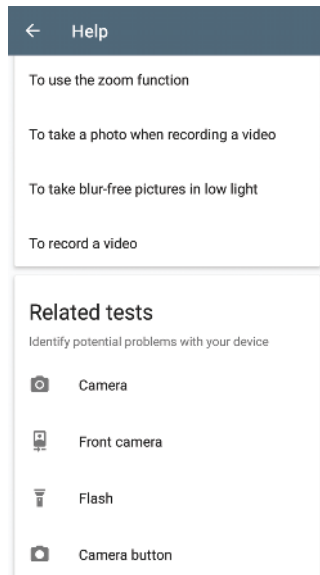 Help
To use the zoom function
To take a photo when recording a video
To take blur-free pictures in low light
To record a video
Related tests
Identify potential problems with your device
Camera
Front camera
Flash
Camera button